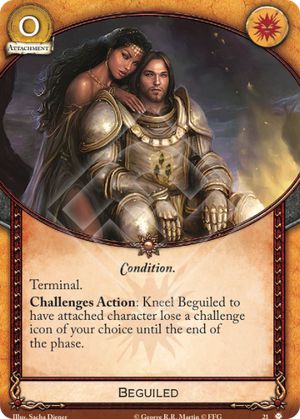 0
ATTACHMENT
Condition.
Terminal.
Challenges Action: Kneel Beguiled to
have attached character lose a challenge
icon of your choice until the end of
the phase.
BEGUILED
Illus. Sacha Diener © George R.R. Martin © FFG 21